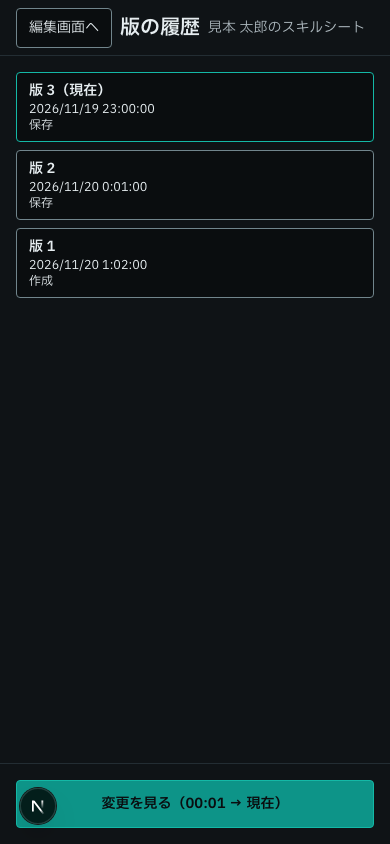 編集画面へ 版の履歴 見本 太郎のスキルシート
版 3（現在）
2026/11/19 23:00:00
保存
版 2
2026/11/20 0:01:00
保存
版 1
2026/11/20 1:02:00
作成
N 変更を見る（00:01 → 現在）